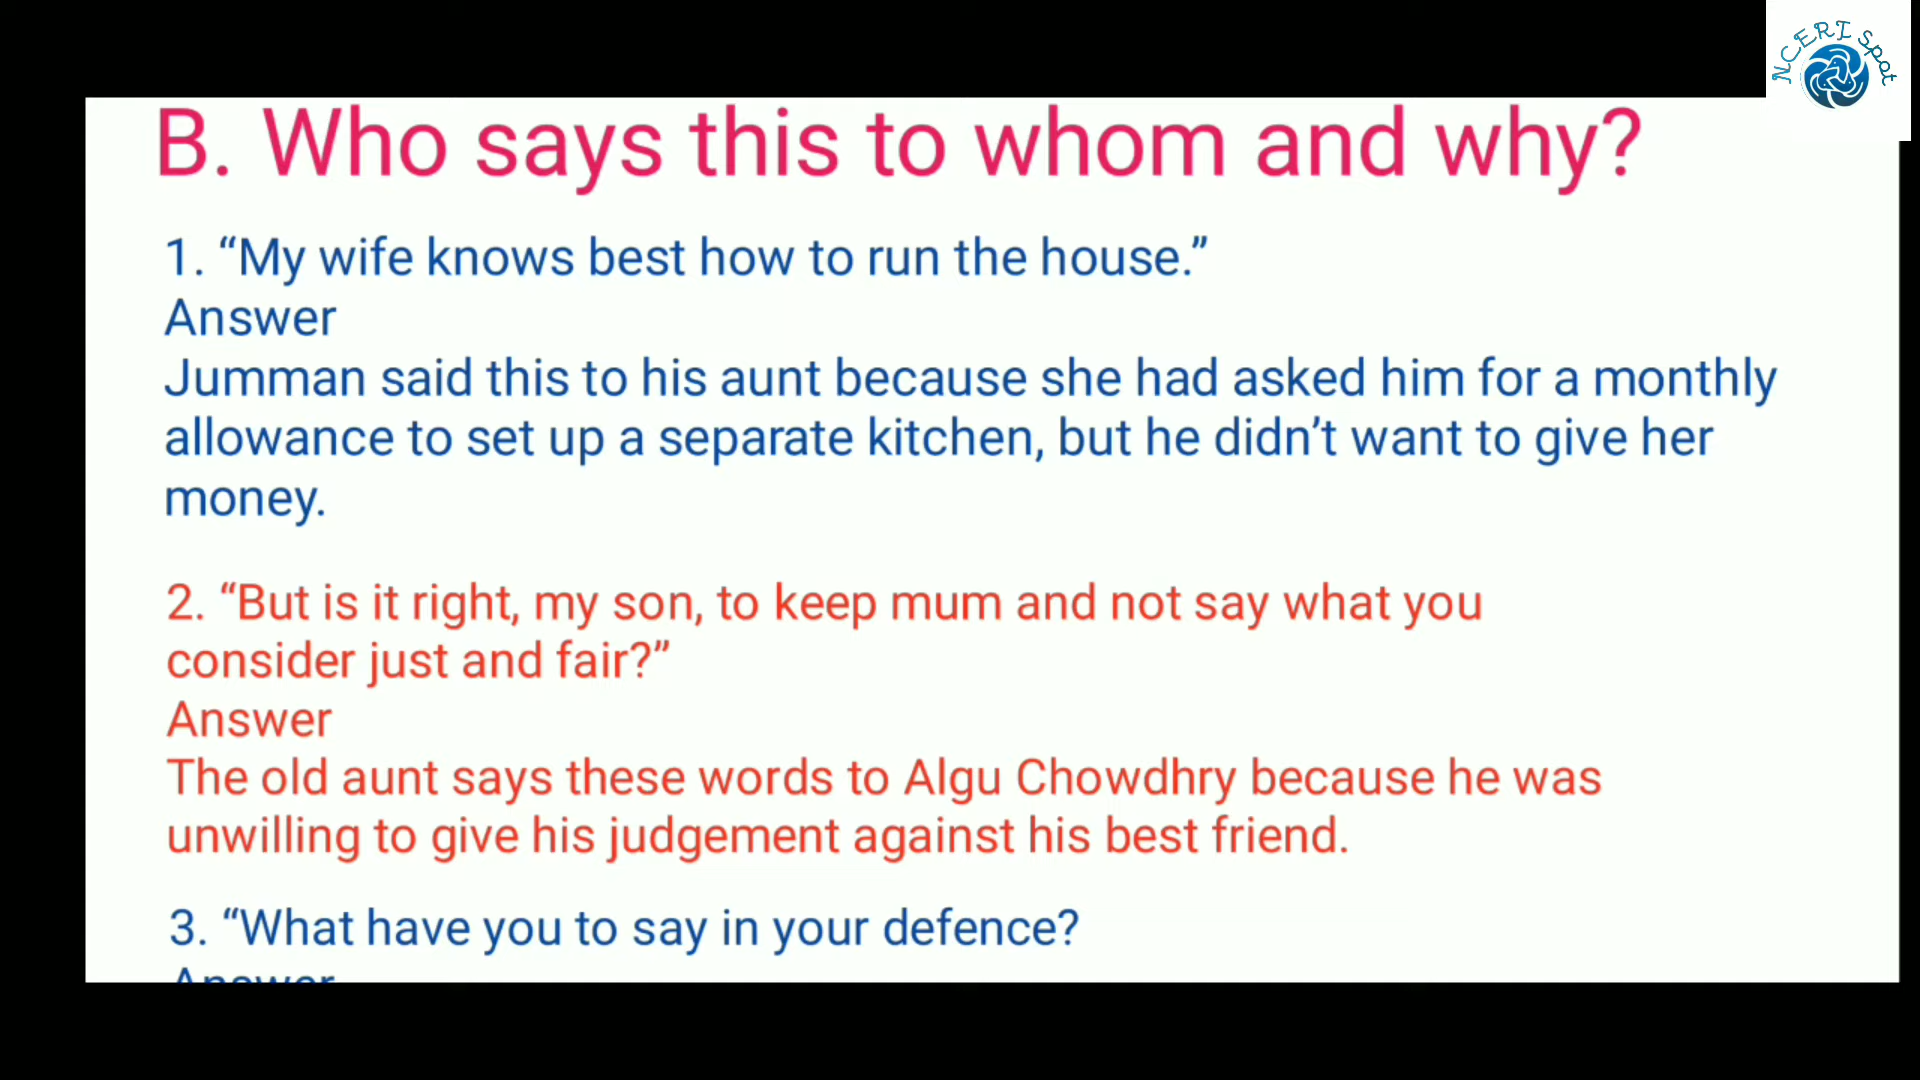 NCERT Spot
B. Who says this to whom and why?
1. “My wife knows best how to run the house.”
Answer
Jumman said this to his aunt because she had asked him for a monthly
allowance to set up a separate kitchen, but he didn’t want to give her
money.
2. “But is it right, my son, to keep mum and not say what you
consider just and fair?”
Answer
The old aunt says these words to Algu Chowdhry because he was
unwilling to give his judgement against his best friend.
3. “What have you to say in your defence?
Answer